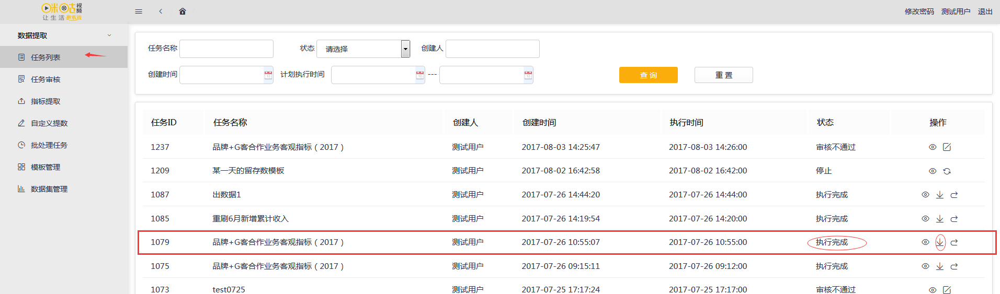 咪咕视频
让生活更有戏
修改密码 测试用户 退出
数据提取
任务列表
任务审核
指标提取
自定义提数
批处理任务
模板管理
数据集管理
任务名称 状态 请选择 创建人
创建时间 计划执行时间 --- 查 询 重 置
任务ID 任务名称 创建人 创建时间 执行时间 状态 操作
1237 品牌+G客合作业务客观指标（2017） 测试用户 2017-08-03 14:25:47 2017-08-03 14:26:00 审核不通过
1209 某一天的留存数模板 测试用户 2017-08-02 16:42:58 2017-08-02 16:42:00 停止
1087 出数据1 测试用户 2017-07-26 14:44:20 2017-07-26 14:44:00 执行完成
1085 重刷6月新增累计收入 测试用户 2017-07-26 14:19:54 2017-07-26 14:20:00 执行完成
1079 品牌+G客合作业务客观指标（2017） 测试用户 2017-07-26 10:55:07 2017-07-26 10:55:00 执行完成
1075 品牌+G客合作业务客观指标（2017） 测试用户 2017-07-26 09:15:11 2017-07-26 09:12:00 执行完成
1073 test0725 测试用户 2017-07-25 17:17:24 2017-07-25 17:17:00 审核不通过